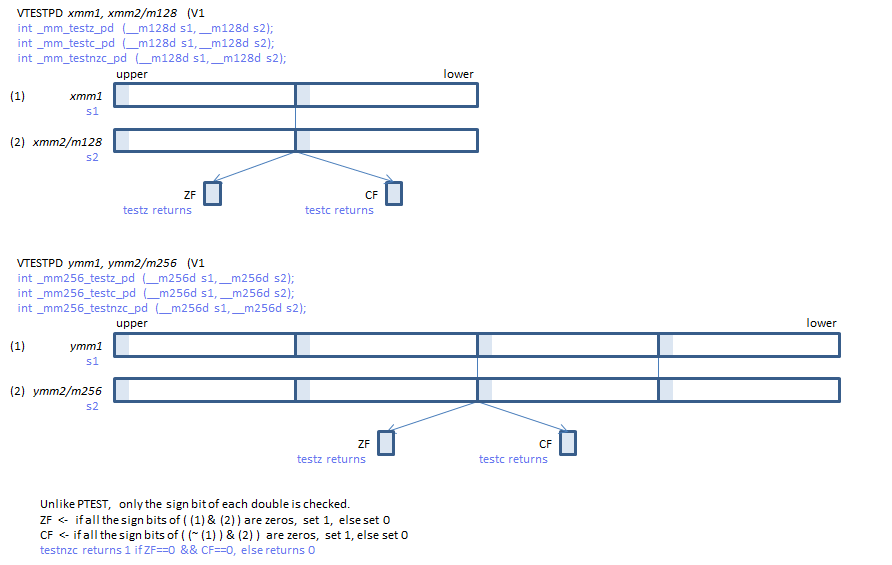 VTESTPD xmm1, xmm2/m128 (V1
int _mm_testz_pd (__m128d s1, __m128d s2);
int _mm_testc_pd (__m128d s1, __m128d s2);
int _mm_testnzc_pd (__m128d s1, __m128d s2);
upper lower
(1) xmm1
s1
(2) xmm2/m128
s2
ZF CF
testz returns testc returns
VTESTPD ymm1, ymm2/m256 (V1
int _mm256_testz_pd (__m256d s1, __m256d s2);
int _mm256_testc_pd (__m256d s1, __m256d s2);
int _mm256_testnzc_pd (__m256d s1, __m256d s2);
upper lower
(1) ymm1
s1
(2) ymm2/m256
s2
ZF CF
testz returns testc returns
Unlike PTEST, only the sign bit of each double is checked.
ZF <- if all the sign bits of ( (1) & (2) ) are zeros, set 1, else set 0
CF <- if all the sign bits of ( (~ (1) ) & (2) ) are zeros, set 1, else set 0
testnzc returns 1 if ZF==0 && CF==0, else returns 0